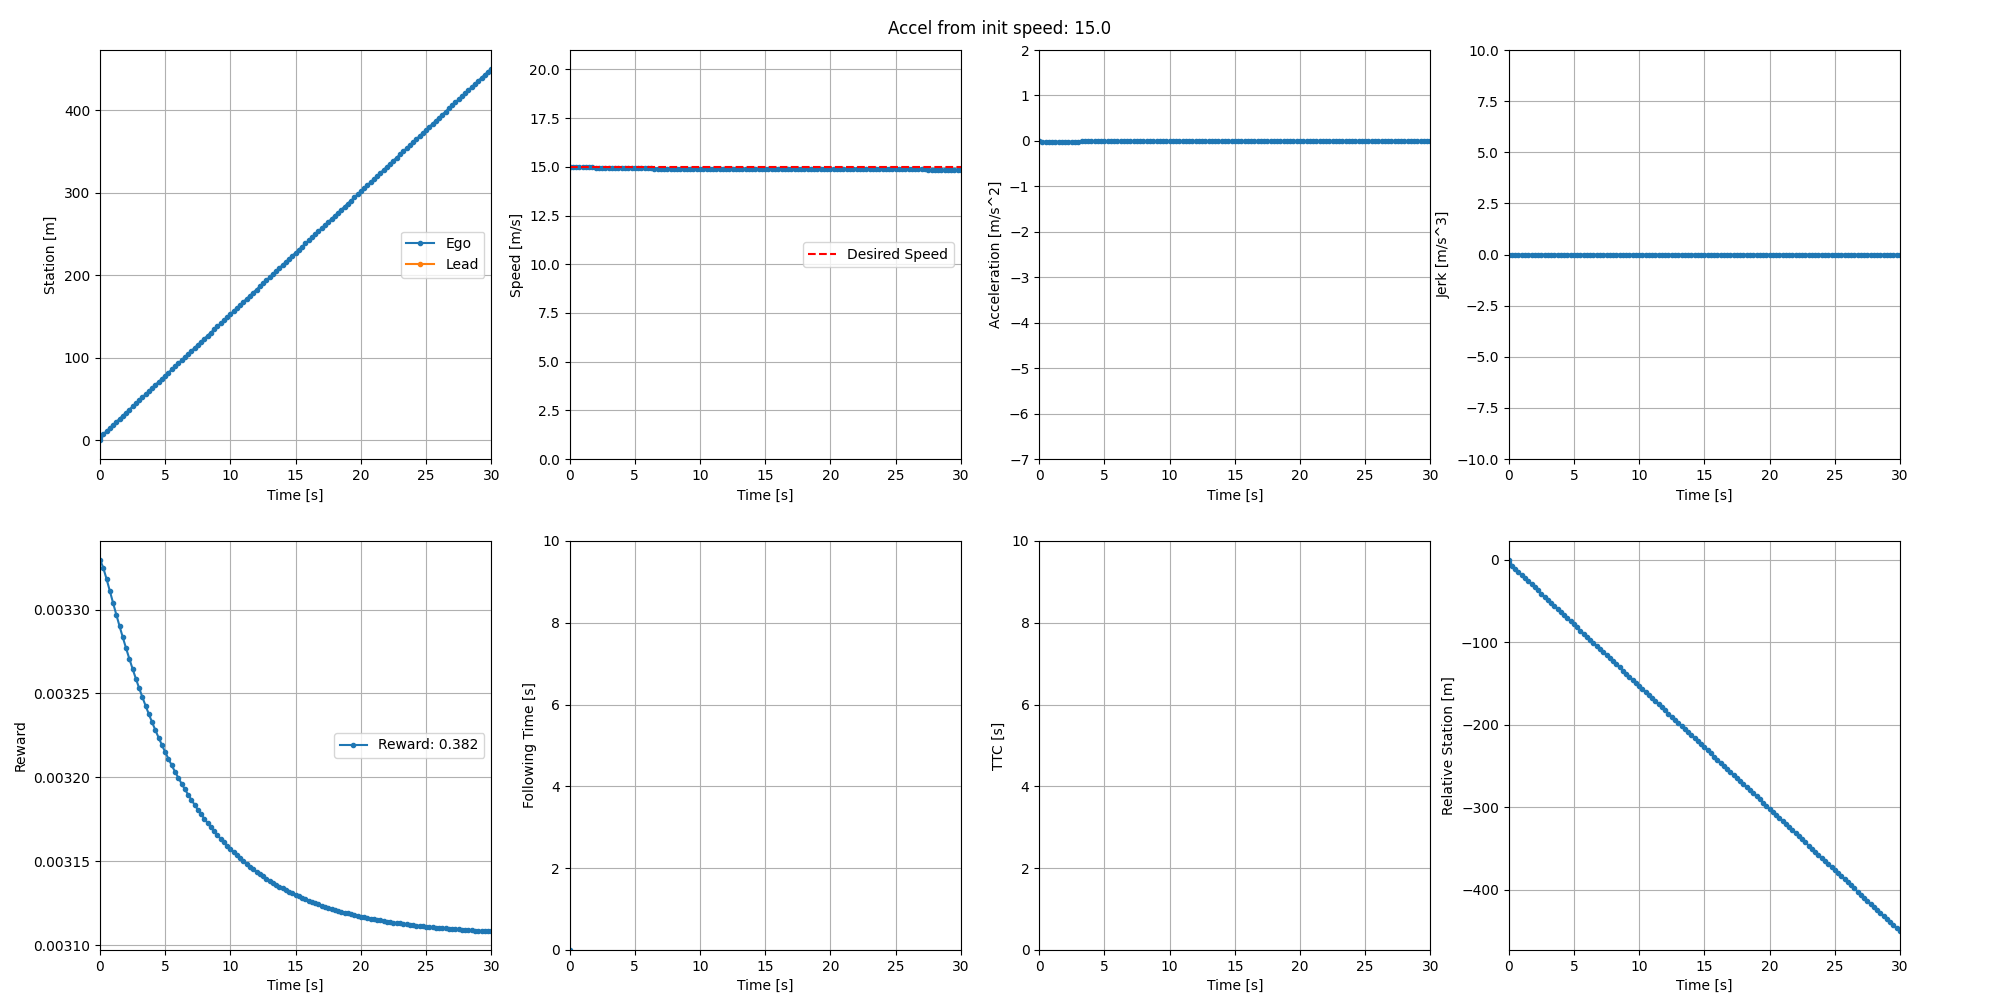 Accel from init speed: 15.0
Station [m]
400
300
200
100
0
Ego
Lead
0 5 10 15 20 25 30
Time [s]
Speed [m/s]
20.0
17.5
15.0
12.5
10.0
7.5
5.0
2.5
0.0
Desired Speed
0 5 10 15 20 25 30
Time [s]
Acceleration [m/s^2]
2
1
0
−1
−2
−3
−4
−5
−6
−7
0 5 10 15 20 25 30
Time [s]
Jerk [m/s^3]
10.0
7.5
5.0
2.5
0.0
−2.5
−5.0
−7.5
−10.0
0 5 10 15 20 25 30
Time [s]
Reward
0.00330
0.00325
0.00320
0.00315
0.00310
Reward: 0.382
0 5 10 15 20 25 30
Time [s]
Following Time [s]
10
8
6
4
2
0
0 5 10 15 20 25 30
Time [s]
TTC [s]
10
8
6
4
2
0
0 5 10 15 20 25 30
Time [s]
Relative Station [m]
0
−100
−200
−300
−400
0 5 10 15 20 25 30
Time [s]